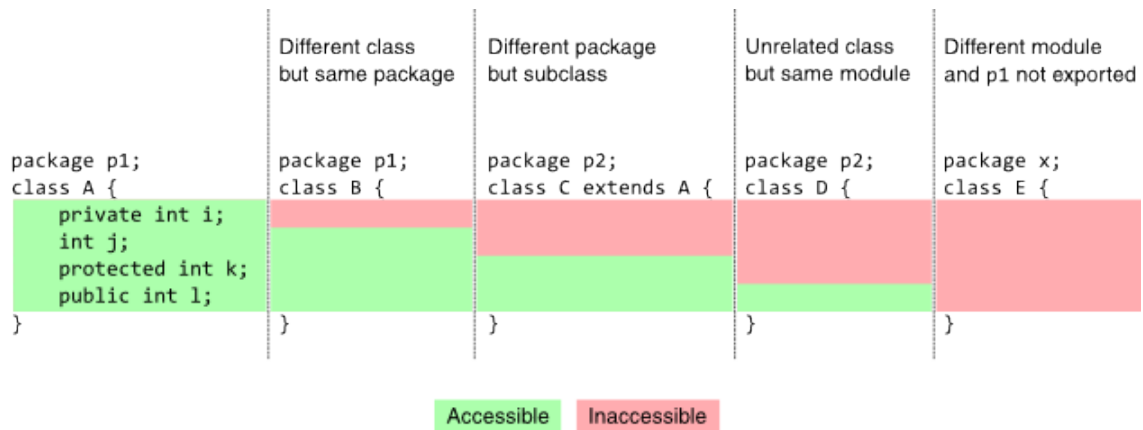 Different class
but same package
Different package
but subclass
Unrelated class
but same module
Different module
and p1 not exported
package p1;
class A {
private int i;
int j;
protected int k;
public int l;
}
package p1;
class B {
}
package p2;
class C extends A {
}
package p2;
class D {
}
package x;
class E {
}
Accessible
Inaccessible